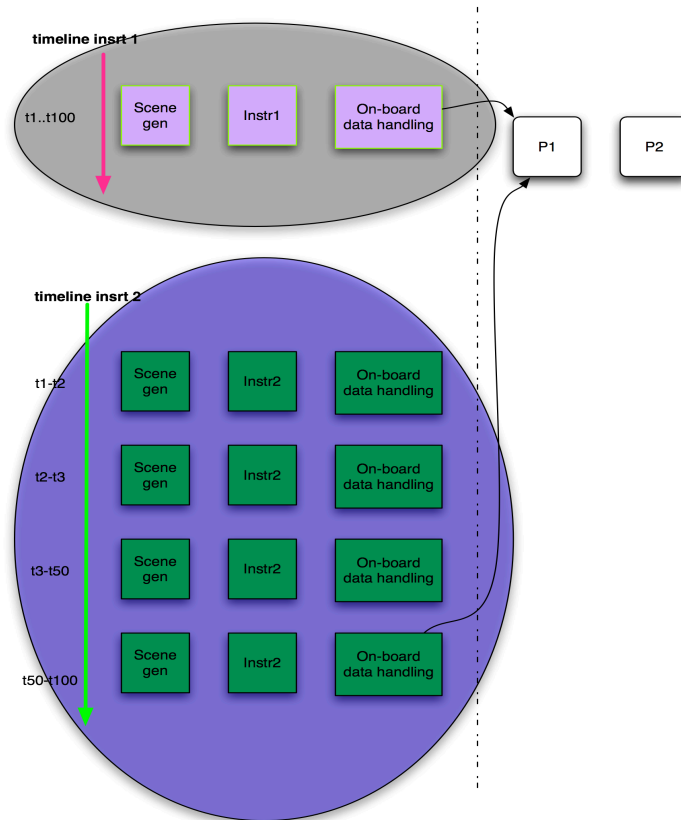 timeline insrt 1
t1..t100
Scene
gen
Instr1
On-board
data handling
P1
P2
timeline insrt 2
t1-t2
Scene
gen
Instr2
On-board
data handling
t2-t3
Scene
gen
Instr2
On-board
data handling
t3-t50
Scene
gen
Instr2
On-board
data handling
t50-t100
Scene
gen
Instr2
On-board
data handling